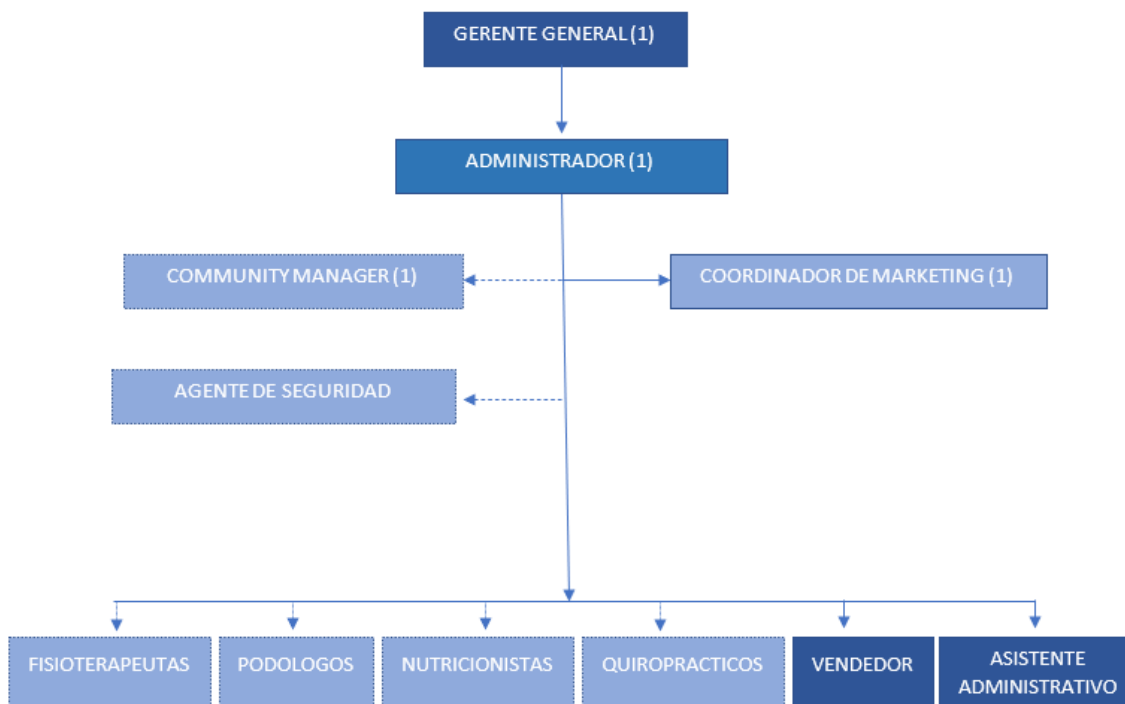 GERENTE GENERAL (1)
ADMINISTRADOR (1)
COMMUNITY MANAGER (1)
COORDINADOR DE MARKETING (1)
AGENTE DE SEGURIDAD
FISIOTERAPEUTAS
PODOLOGOS
NUTRICIONISTAS
QUIROPRACTICOS
VENDEDOR
ASISTENTE
ADMINISTRATIVO